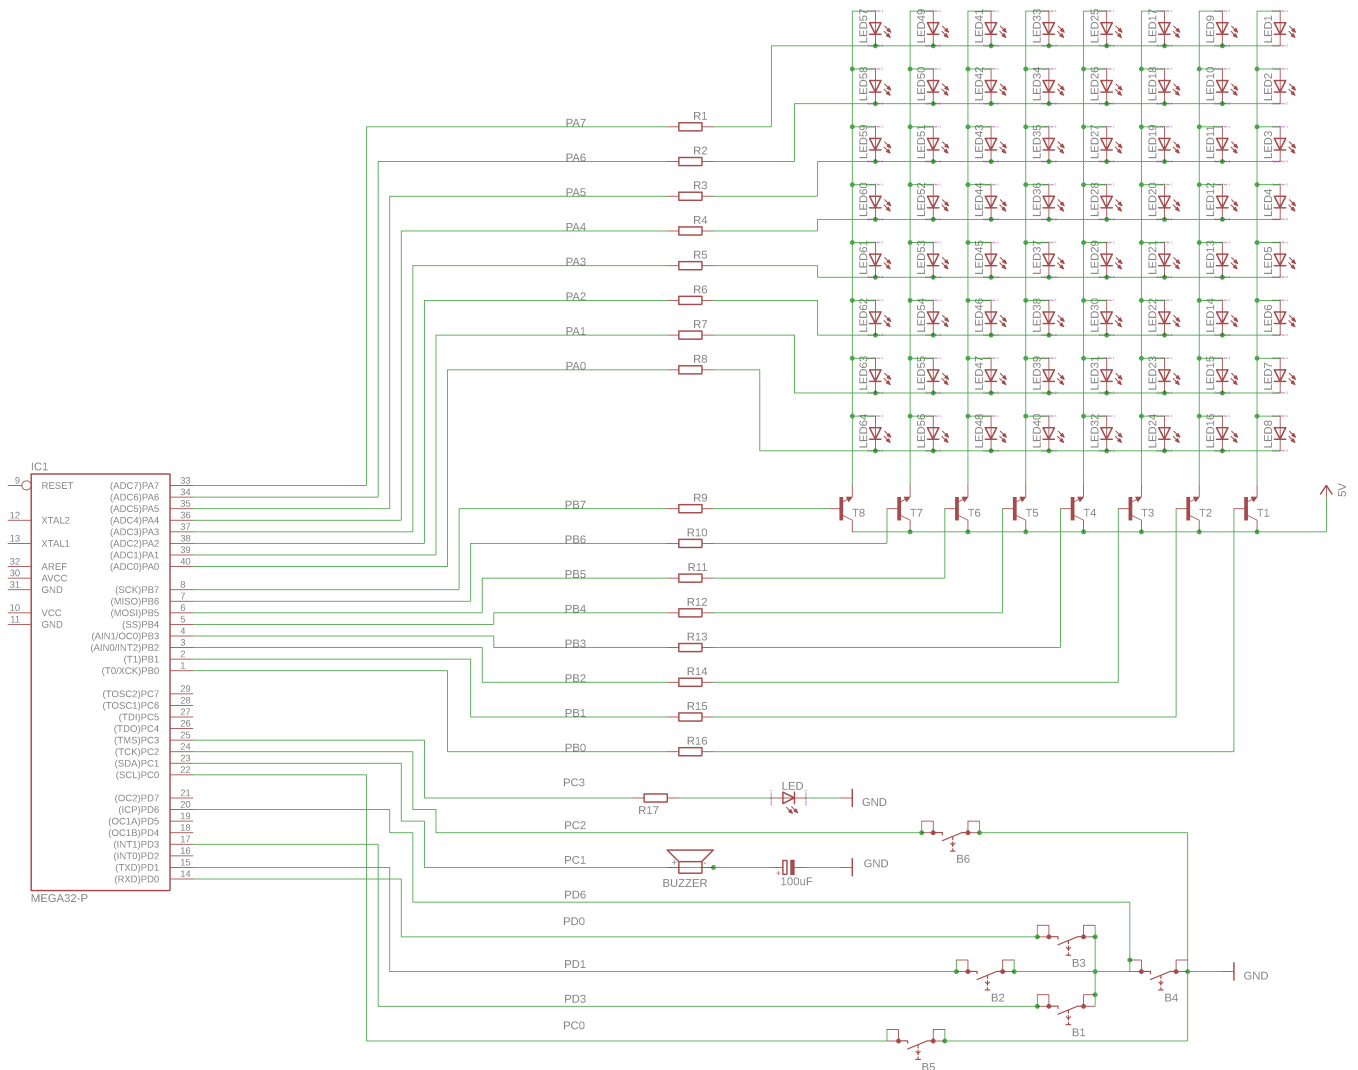 LED57 LED49 LED41 LED33 LED25 LED17 LED9 LED1
LED58 LED50 LED42 LED34 LED26 LED18 LED10 LED2
LED59 LED51 LED43 LED35 LED27 LED19 LED11 LED3
LED60 LED52 LED44 LED36 LED28 LED20 LED12 LED4
LED61 LED53 LED45 LED37 LED29 LED21 LED13 LED5
LED62 LED54 LED46 LED38 LED30 LED22 LED14 LED6
LED63 LED55 LED47 LED39 LED31 LED23 LED15 LED7
LED64 LED56 LED48 LED40 LED32 LED24 LED16 LED8
PA7 R1
PA6 R2
PA5 R3
PA4 R4
PA3 R5
PA2 R6
PA1 R7
PA0 R8
T8 T7 T6 T5 T4 T3 T2 T1
5V
PB7 R9
PB6 R10
PB5 R11
PB4 R12
PB3 R13
PB2 R14
PB1 R15
PB0 R16
IC1
9 RESET
12 XTAL2
13 XTAL1
32 AREF
30 AVCC
31 GND
10 VCC
11 GND
(ADC7)PA7 33
(ADC6)PA6 34
(ADC5)PA5 35
(ADC4)PA4 36
(ADC3)PA3 37
(ADC2)PA2 38
(ADC1)PA1 39
(ADC0)PA0 40
(SCK)PB7 8
(MISO)PB6 7
(MOSI)PB5 6
(SS)PB4 5
(AIN1/OC0)PB3 4
(AIN0/INT2)PB2 3
(T1)PB1 2
(T0/XCK)PB0 1
(TOSC2)PC7 29
(TOSC1)PC6 28
(TDI)PC5 27
(TDO)PC4 26
(TMS)PC3 25
(TCK)PC2 24
(SDA)PC1 23
(SCL)PC0 22
(OC2)PD7 21
(ICP)PD6 20
(OC1A)PD5 19
(OC1B)PD4 18
(INT1)PD3 17
(INT0)PD2 16
(TXD)PD1 15
(RXD)PD0 14
MEGA32-P
PC3 R17 LED GND
PC2 B6
PC1 BUZZER + - + 100uF GND
PD6
PD0 B3
PD1 B2 B4 GND
PD3 B1
PC0 B5